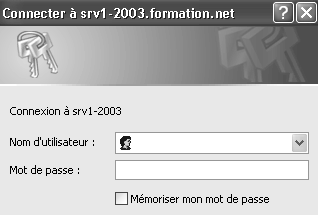 Connecter à srv1-2003.formation.net
Connexion à srv1-2003
Nom d'utilisateur :
Mot de passe :
Mémoriser mon mot de passe